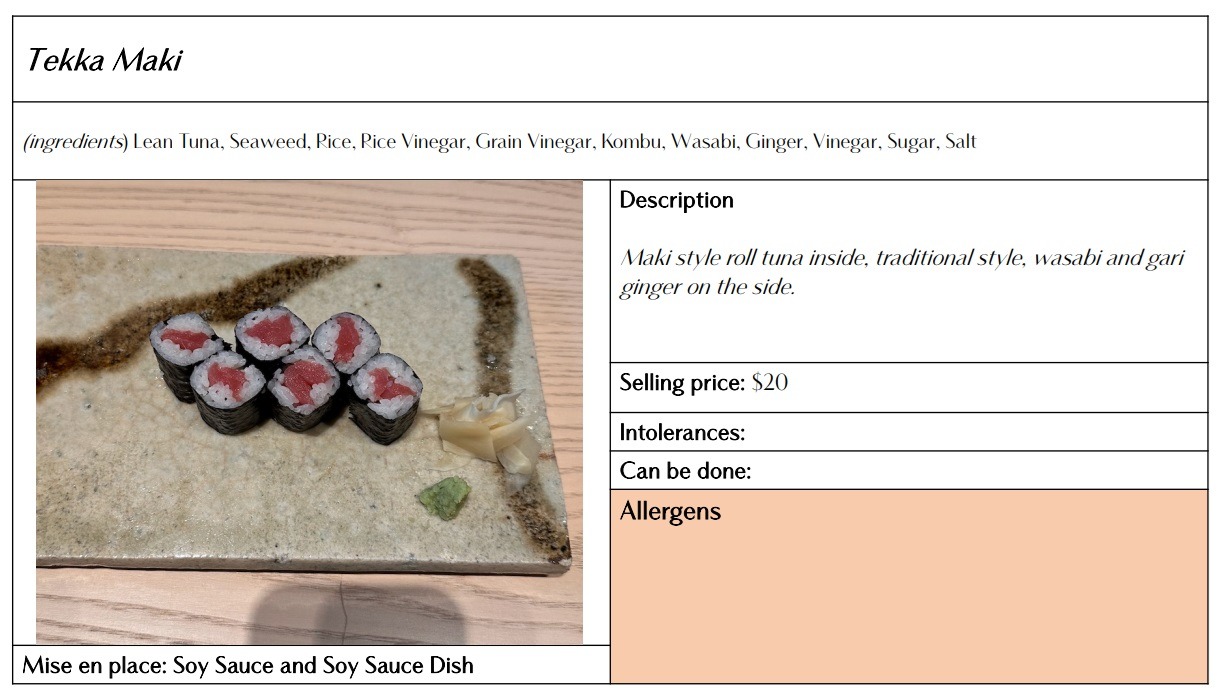 Tekka Maki
(ingredients) Lean Tuna, Seaweed, Rice, Rice Vinegar, Grain Vinegar, Kombu, Wasabi, Ginger, Vinegar, Sugar, Salt
Description
Maki style roll tuna inside, traditional style, wasabi and gari
ginger on the side.
Selling price: $20
Intolerances:
Can be done:
Allergens
Mise en place: Soy Sauce and Soy Sauce Dish